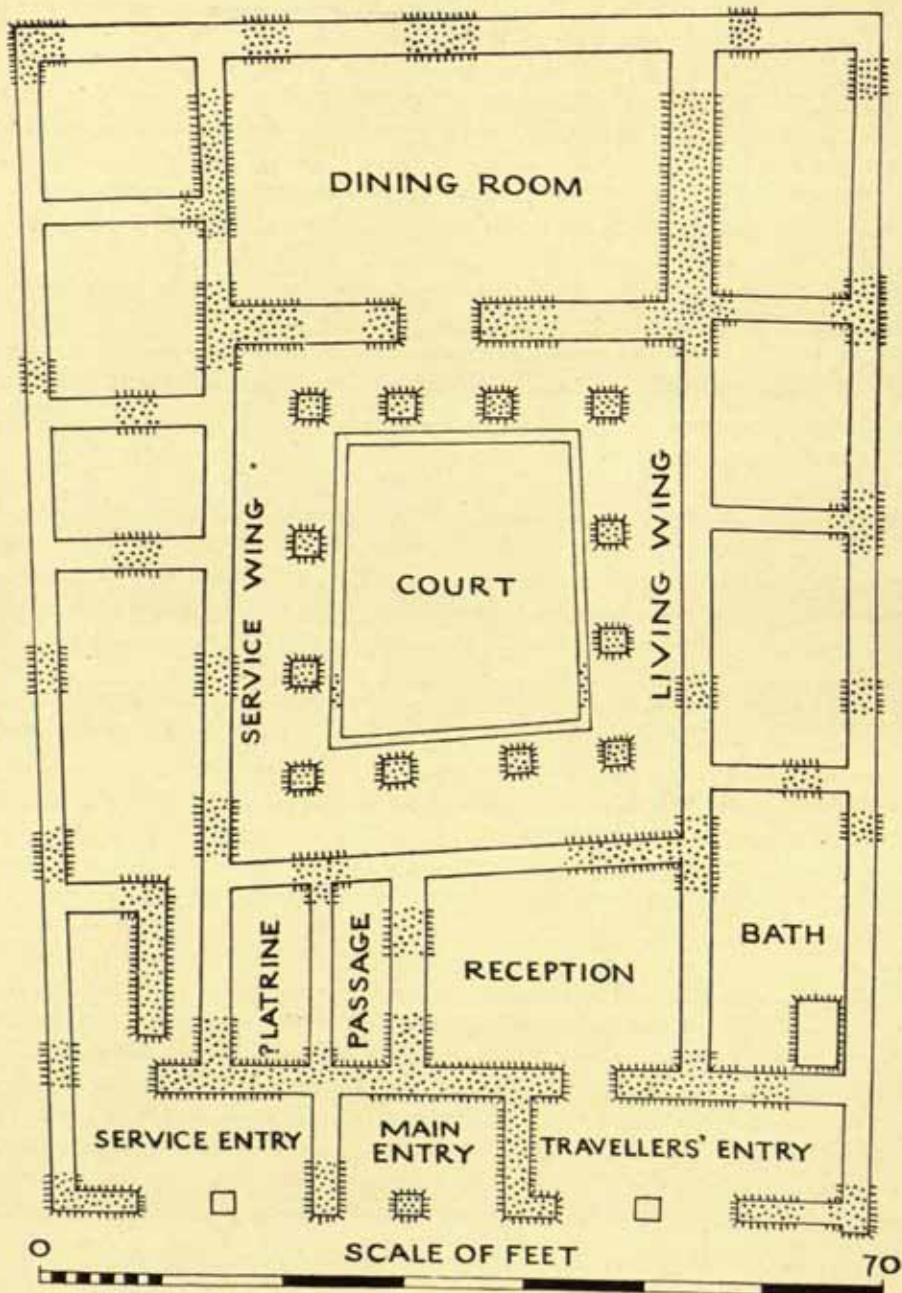 DINING ROOM
SERVICE WING
COURT
LIVING WING
?LATRINE
PASSAGE
RECEPTION
BATH
SERVICE ENTRY
MAIN
ENTRY
TRAVELLERS' ENTRY
0
SCALE OF FEET
70